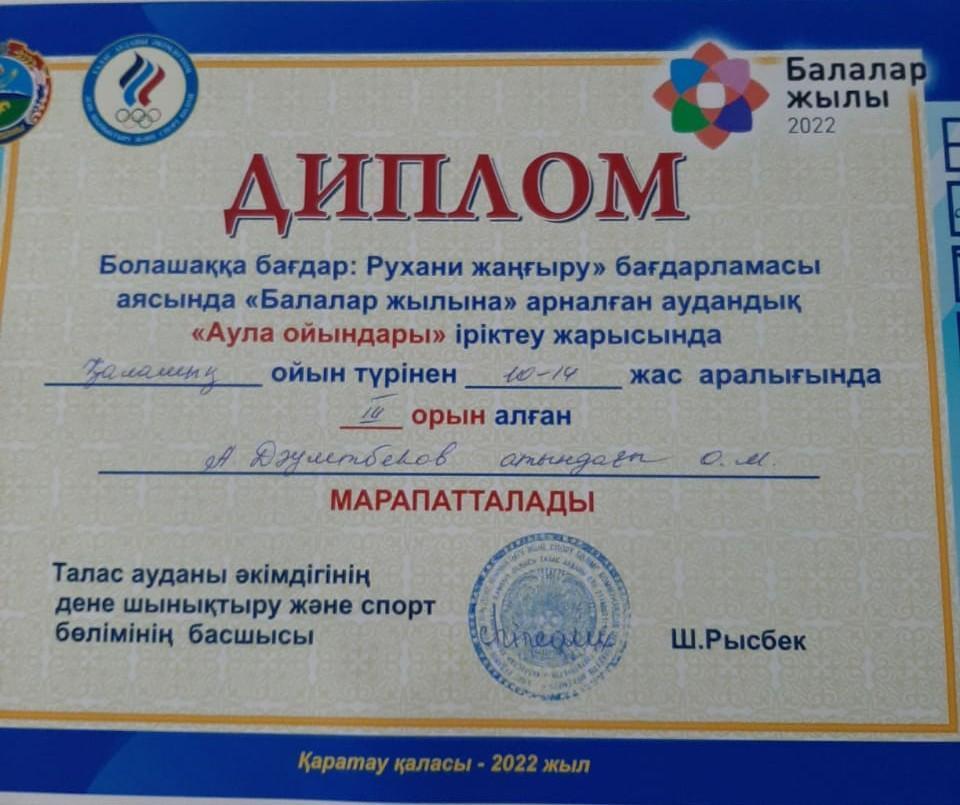 Балалар
жылы
2022
ДИПЛОМ
Болашаққа бағдар: Рухани жаңғыру» бағдарламасы
аясында «Балалар жылына» арналған аудандық
«Аула ойындары» іріктеу жарысында
ойын түрінен 10-14 жас аралығында
III орын алған
А Дәулетбеков атындағы О.М.
МАРАПАТТАЛАДЫ
Талас ауданы әкімдігінің
дене шынықтыру және спорт
бөлімінің басшысы
Ш.Рысбек
Қаратау қаласы - 2022 жыл